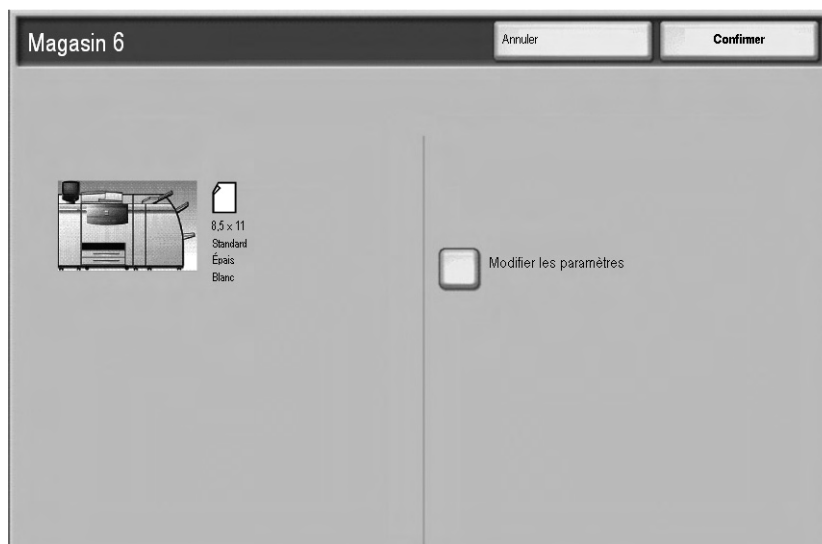 Magasin 6
Annuler
Confirmer
8,5 x 11
Standard
Épais
Blanc
Modifier les paramètres